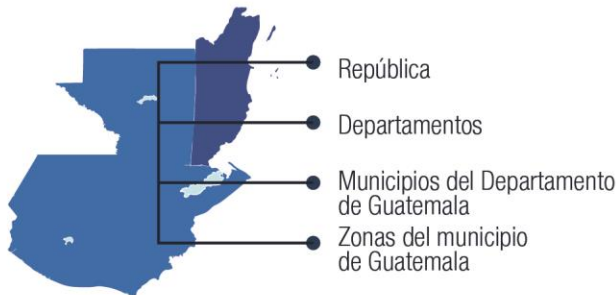 República
Departamentos
Municipios del Departamento
de Guatemala
Zonas del municipio
de Guatemala